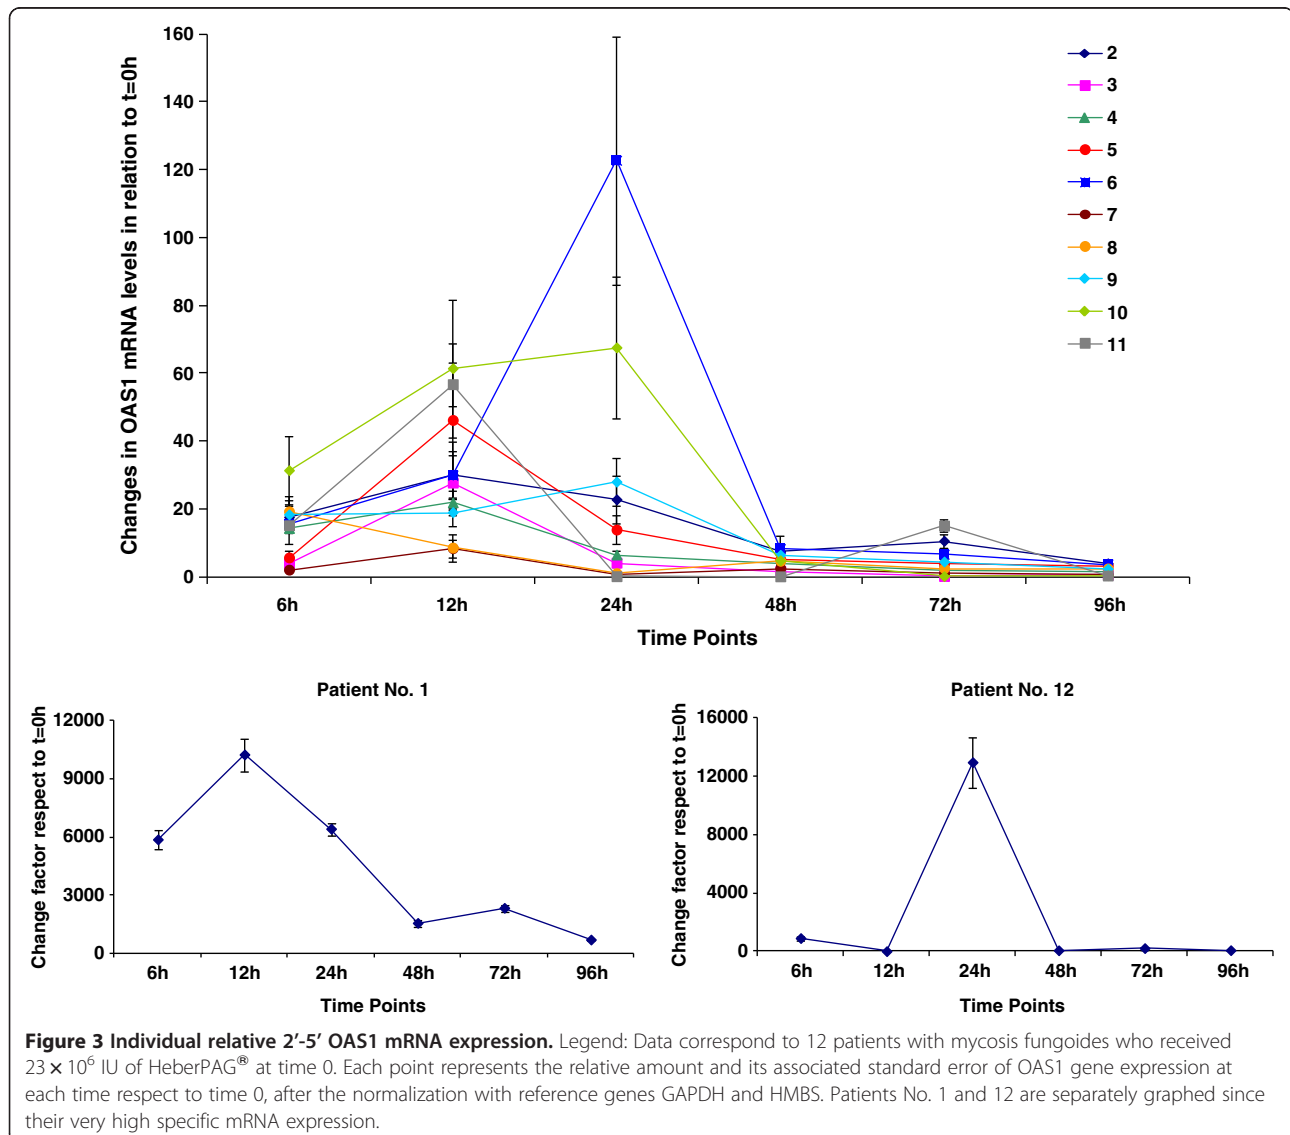 160
140
120
100
80
60
40
20
0
Changes in OAS1 mRNA levels in relation to t=0h
6h 12h 24h 48h 72h 96h
Time Points
2
3
4
5
6
7
8
9
10
11
Patient No. 1
12000
9000
6000
3000
0
Change factor respect to t=0h
6h 12h 24h 48h 72h 96h
Time Points
Patient No. 12
16000
12000
8000
4000
0
Change factor respect to t=0h
6h 12h 24h 48h 72h 96h
Time Points
Figure 3 Individual relative 2′-5′ OAS1 mRNA expression. Legend: Data correspond to 12 patients with mycosis fungoides who received
23 × 10⁶ IU of HeberPAG® at time 0. Each point represents the relative amount and its associated standard error of OAS1 gene expression at
each time respect to time 0, after the normalization with reference genes GAPDH and HMBS. Patients No. 1 and 12 are separately graphed since
their very high specific mRNA expression.